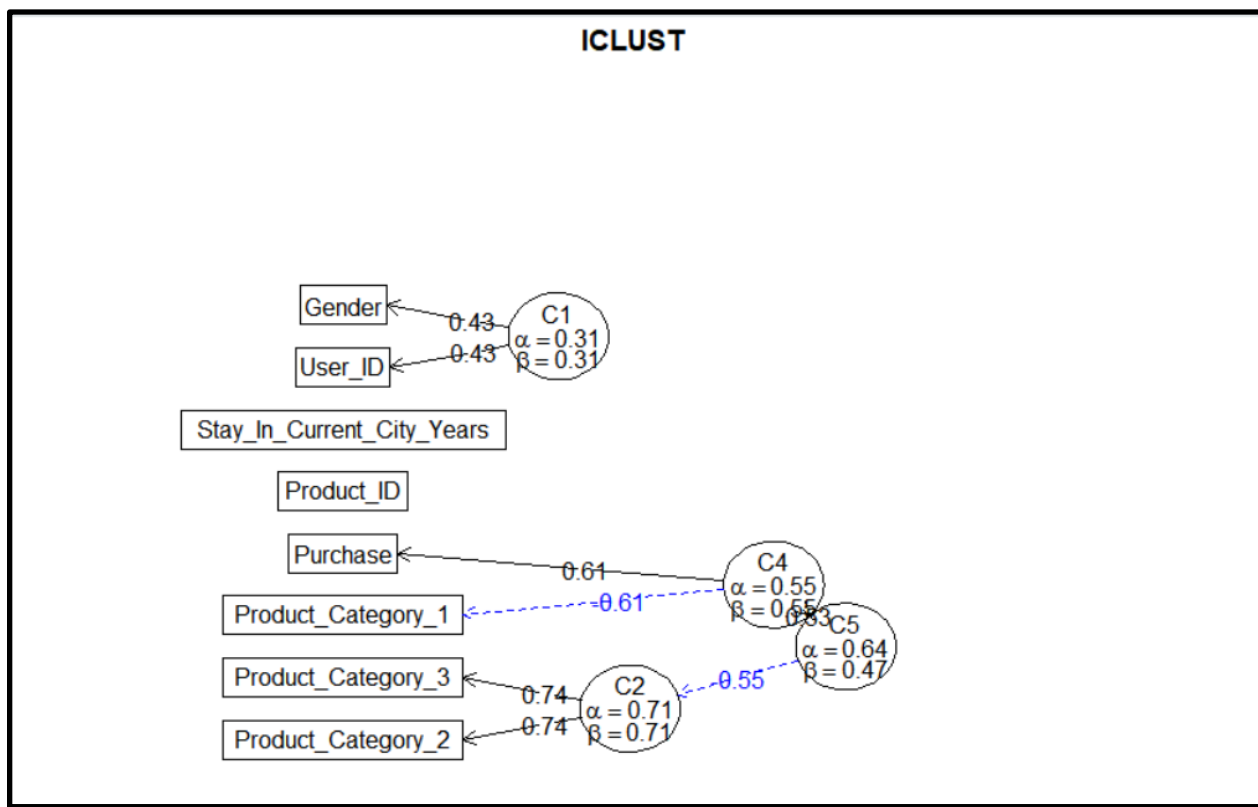 ICLUST
Gender
0.43
C1
α = 0.31
β = 0.31
User_ID
0.43
Stay_In_Current_City_Years
Product_ID
Purchase
0.61
C4
α = 0.55
β = 0.55
Product_Category_1
-0.61
C5
α = 0.64
β = 0.47
Product_Category_3
0.74
C2
α = 0.71
β = 0.71
-0.55
Product_Category_2
0.74